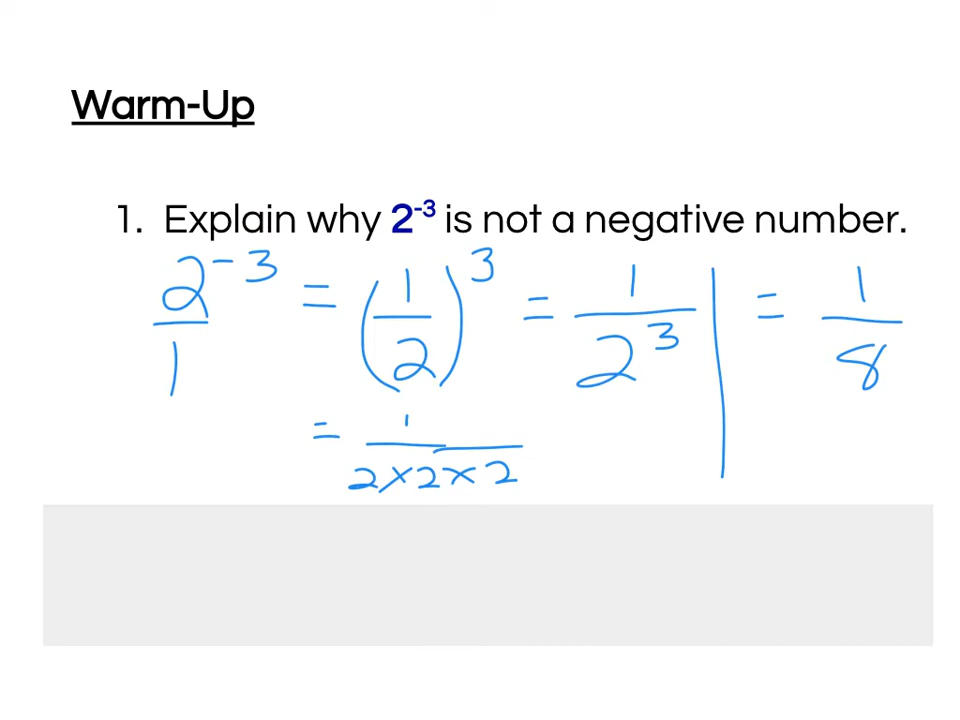 Warm-Up
1. Explain why 2⁻³ is not a negative number.
2⁻³/1 = (1/2)³ = 1/2³ | = 1/8
= 1/2×2×2